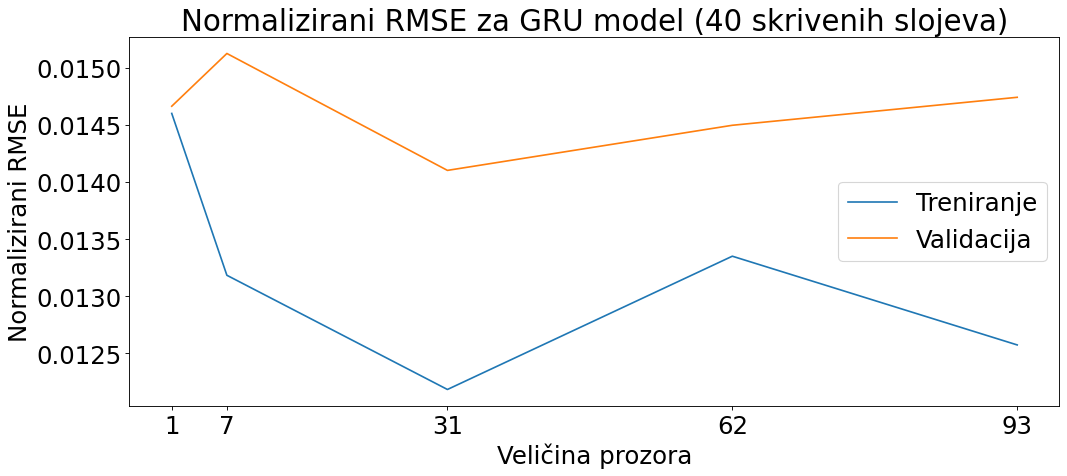 Normalizirani RMSE za GRU model (40 skrivenih slojeva)
Normalizirani RMSE
0.0150
0.0145
0.0140
0.0135
0.0130
0.0125
Treniranje
Validacija
1 7 31 62 93
Veličina prozora